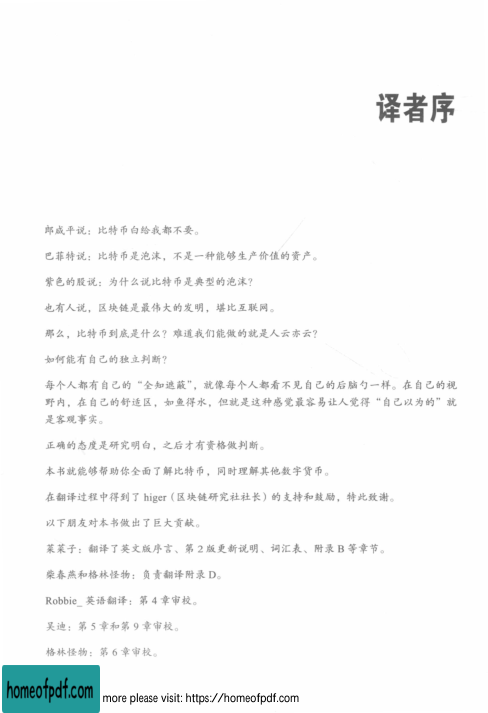 译者序
郎咸平说：比特币白给我都不要。
巴菲特说：比特币是泡沫，不是一种能够生产价值的资产。
紫色的股说：为什么说比特币是典型的泡沫？
也有人说，区块链是最伟大的发明，堪比互联网。
那么，比特币到底是什么？难道我们能做的就是人云亦云？
如何能有自己的独立判断？
每个人都有自己的“全知遮蔽”，就像每个人都看不见自己的后脑勺一样。在自己的视
野内，在自己的舒适区，如鱼得水，但就是这种感觉最容易让人觉得“自己以为的”就
是客观事实。
正确的态度是研究明白，之后才有资格做判断。
本书就能够帮助你全面了解比特币，同时理解其他数字货币。
在翻译过程中得到了 higer（区块链研究社社长）的支持和鼓励，特此致谢。
以下朋友对本书做出了巨大贡献。
菜菜子：翻译了英文版序言、第 2 版更新说明、词汇表、附录 B 等章节。
柴春燕和格林怪物：负责翻译附录 D。
Robbie_ 英语翻译：第 4 章审校。
吴迪：第 5 章和第 9 章审校。
格林怪物：第 6 章审校。
homeofpdf.com
more please visit: https://homeofpdf.com